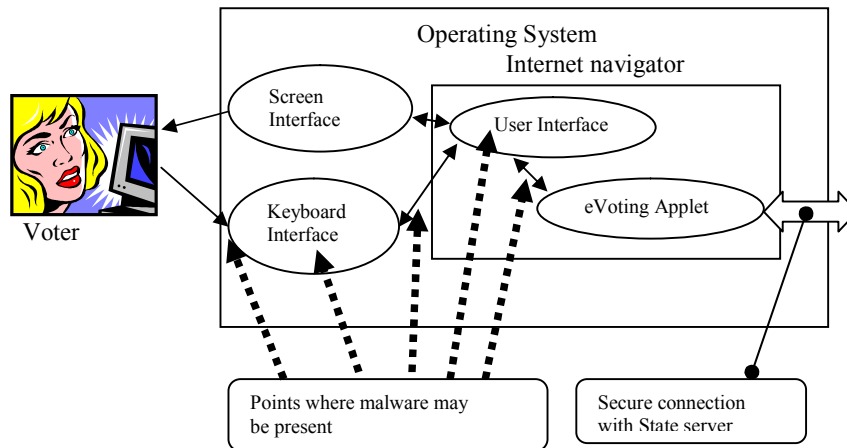 Operating System
Internet navigator
Screen
Interface
User Interface
Keyboard
Interface
eVoting Applet
Voter
Points where malware may
be present
Secure connection
with State server